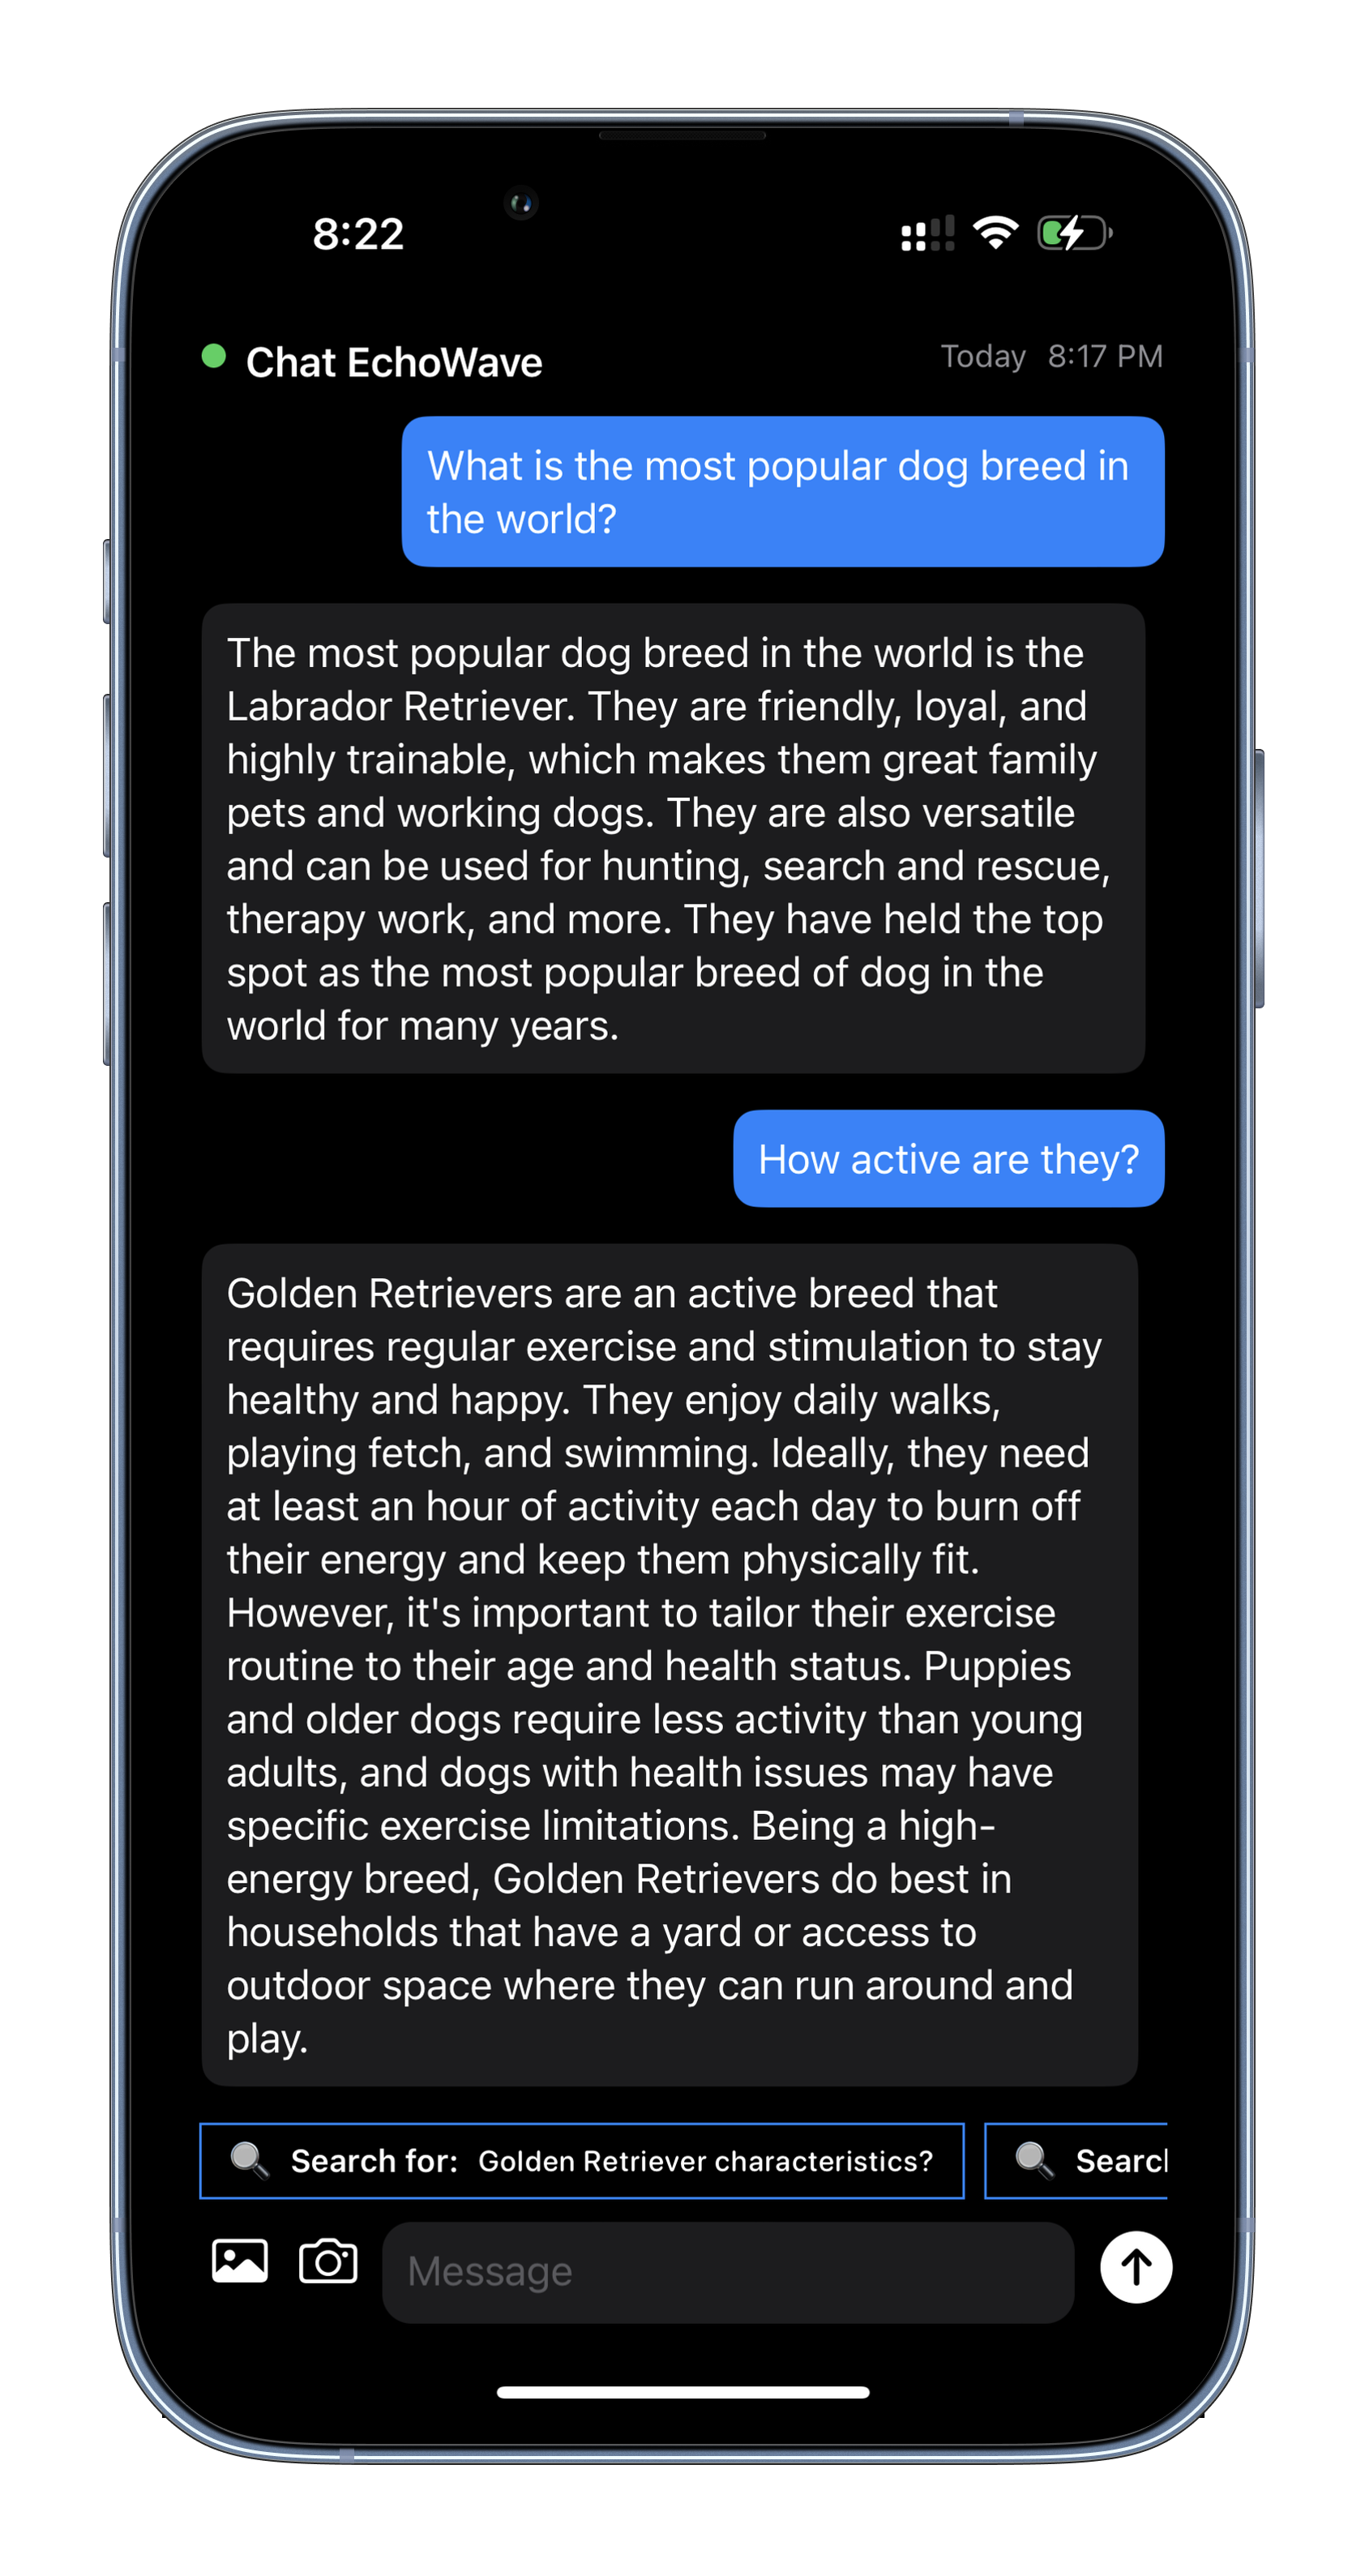 8:22
Chat EchoWave
Today 8:17 PM
What is the most popular dog breed in
the world?
The most popular dog breed in the world is the
Labrador Retriever. They are friendly, loyal, and
highly trainable, which makes them great family
pets and working dogs. They are also versatile
and can be used for hunting, search and rescue,
therapy work, and more. They have held the top
spot as the most popular breed of dog in the
world for many years.
How active are they?
Golden Retrievers are an active breed that
requires regular exercise and stimulation to stay
healthy and happy. They enjoy daily walks,
playing fetch, and swimming. Ideally, they need
at least an hour of activity each day to burn off
their energy and keep them physically fit.
However, it's important to tailor their exercise
routine to their age and health status. Puppies
and older dogs require less activity than young
adults, and dogs with health issues may have
specific exercise limitations. Being a high-
energy breed, Golden Retrievers do best in
households that have a yard or access to
outdoor space where they can run around and
play.
Search for: Golden Retriever characteristics?
Message